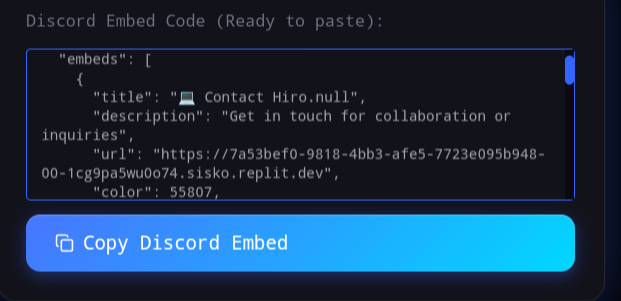 Discord Embed Code (Ready to paste):
"embeds": [
{
"title": "💻 Contact Hiro.null",
"description": "Get in touch for collaboration or
inquiries",
"url": "https://7a53bef0-9818-4bb3-afe5-7723e095b948-
00-1cg9pa5wu0o74.sisko.replit.dev",
"color": 55807,
Copy Discord Embed